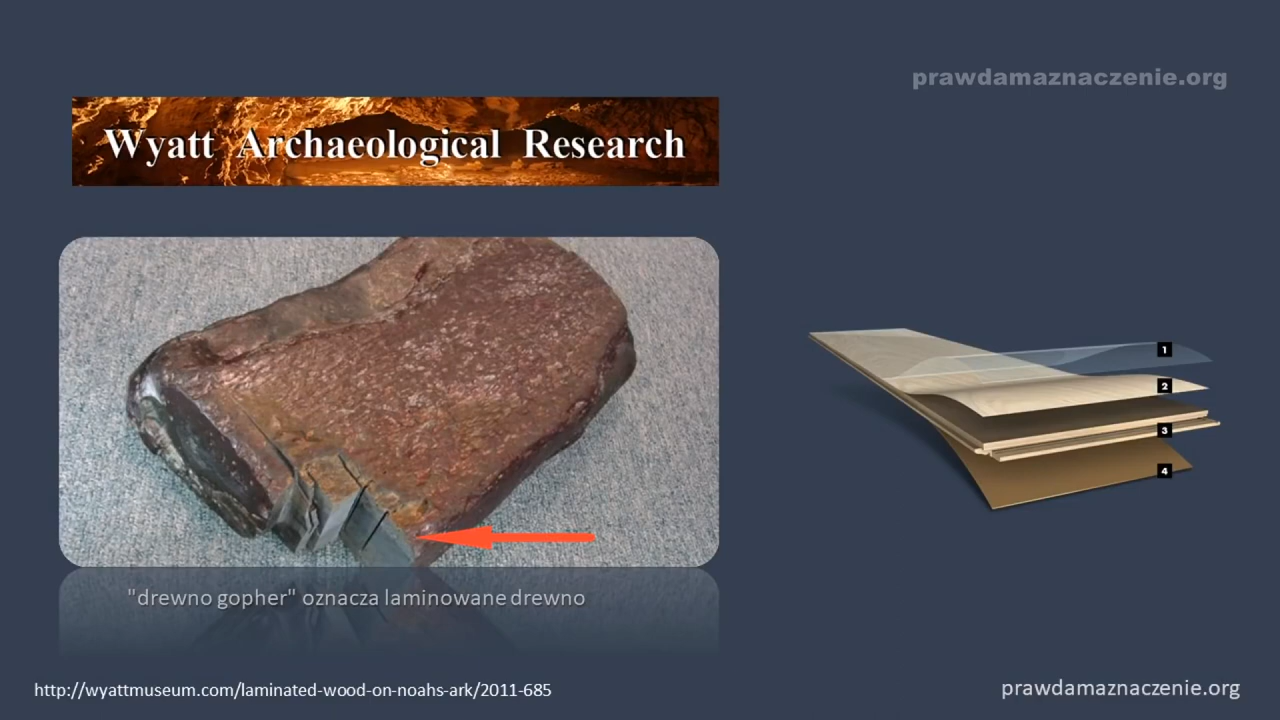 prawdamaznaczenie.org
Wyatt Archaeological Research
1
2
3
4
"drewno gopher" oznacza laminowane drewno
http://wyattmuseum.com/laminated-wood-on-noahs-ark/2011-685
prawdamaznaczenie.org